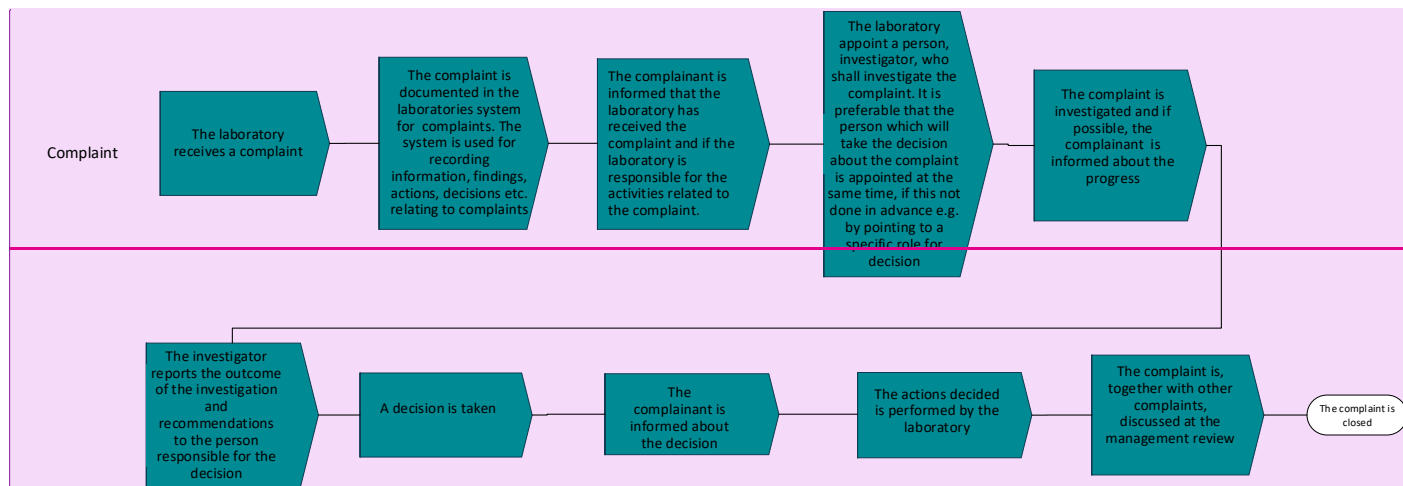 Complaint
The laboratory
receives a complaint
The complaint is
documented in the
laboratories system
for complaints. The
system is used for
recording
information, findings,
actions, decisions etc.
relating to complaints
The complainant is
informed that the
laboratory has
received the
complaint and if the
laboratory is
responsible for the
activities related to
the complaint.
The laboratory
appoint a person,
investigator, who
shall investigate the
complaint. It is
preferable that the
person which will
take the decision
about the complaint
is appointed at the
same time, if this not
done in advance e.g.
by pointing to a
specific role for
decision
The complaint is
investigated and if
possible, the
complainant is
informed about the
progress
The investigator
reports the outcome
of the investigation
and
recommendations
to the person
responsible for the
decision
A decision is taken
The
complainant is
informed about
the decision
The actions decided
is performed by the
laboratory
The complaint is,
together with other
complaints,
discussed at the
management review
The complaint is
closed